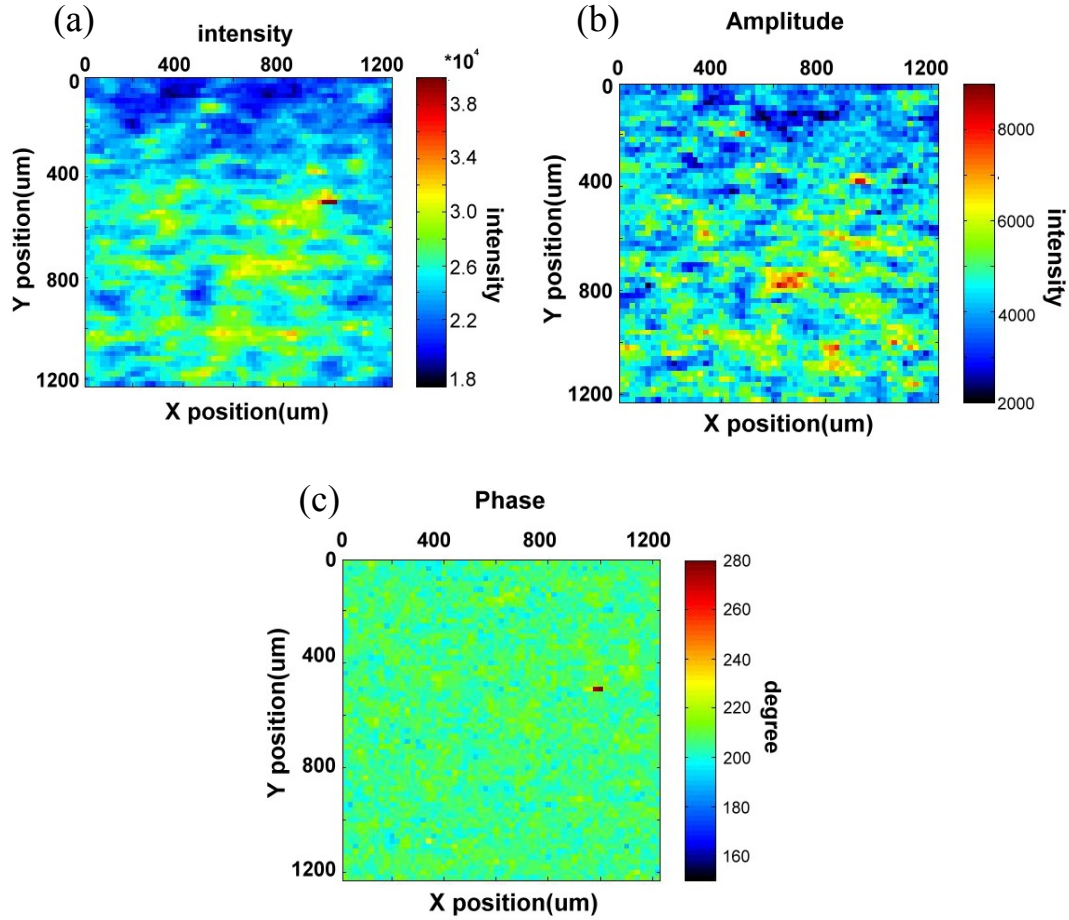 (a)
intensity
0 400 800 1200
*10⁴
0
400
800
1200
Y position(um)
X position(um)
3.8
3.4
3.0
2.6
2.2
1.8
intensity
(b)
Amplitude
0 400 800 1200
0
400
800
1200
Y position(um)
X position(um)
8000
6000
4000
2000
intensity
(c)
Phase
0 400 800 1200
0
400
800
1200
Y position(um)
X position(um)
280
260
240
220
200
180
160
degree